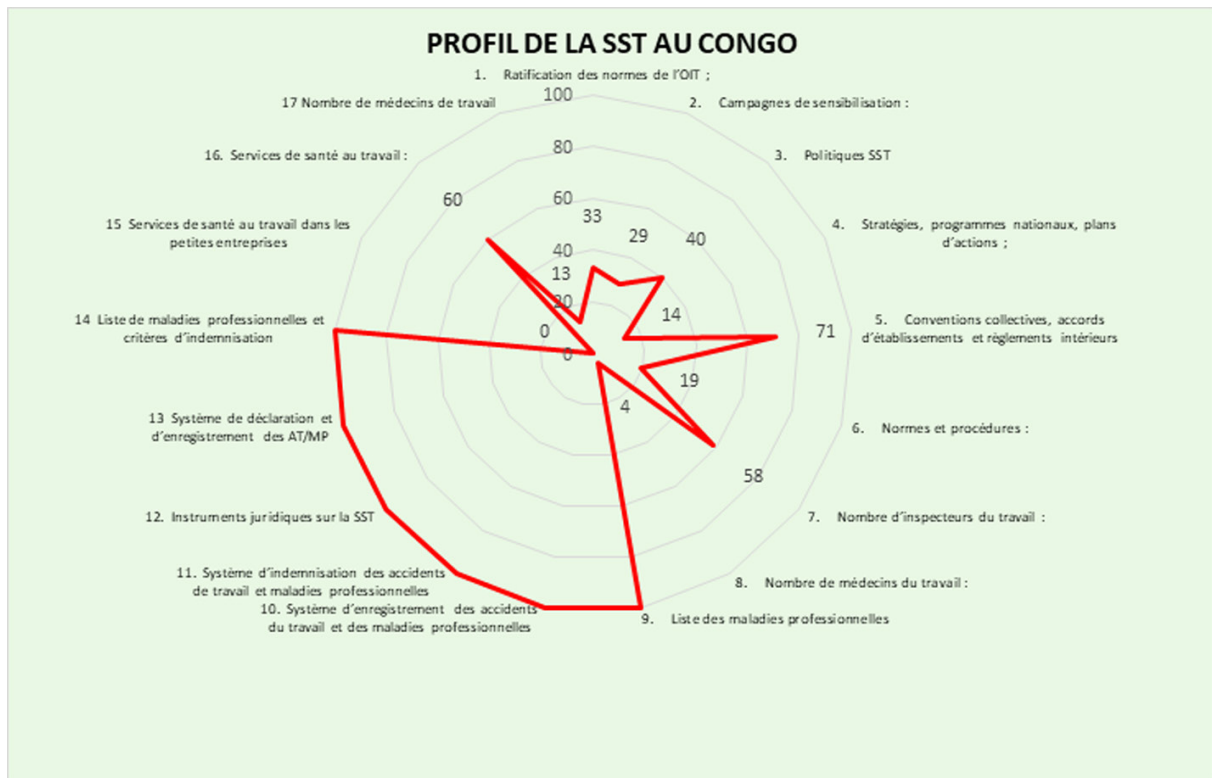 PROFIL DE LA SST AU CONGO
1. Ratification des normes de l'OIT ;
2. Campagnes de sensibilisation :
3. Politiques SST
4. Stratégies, programmes nationaux, plans
d'actions ;
5. Conventions collectives, accords
d'établissements et règlements intérieurs
6. Normes et procédures :
7. Nombre d'inspecteurs du travail :
8. Nombre de médecins du travail :
9. Liste des maladies professionnelles
10. Système d'enregistrement des accidents
du travail et des maladies professionnelles
11. Système d'indemnisation des accidents
de travail et maladies professionnelles
12. Instruments juridiques sur la SST
13 Système de déclaration et
d'enregistrement des AT/MP
14 Liste de maladies professionnelles et
critères d'indemnisation
15 Services de santé au travail dans les
petites entreprises
16. Services de santé au travail :
17 Nombre de médecins de travail
100
80
60
40
20
0
33
29
40
14
71
19
58
4
0
60
13